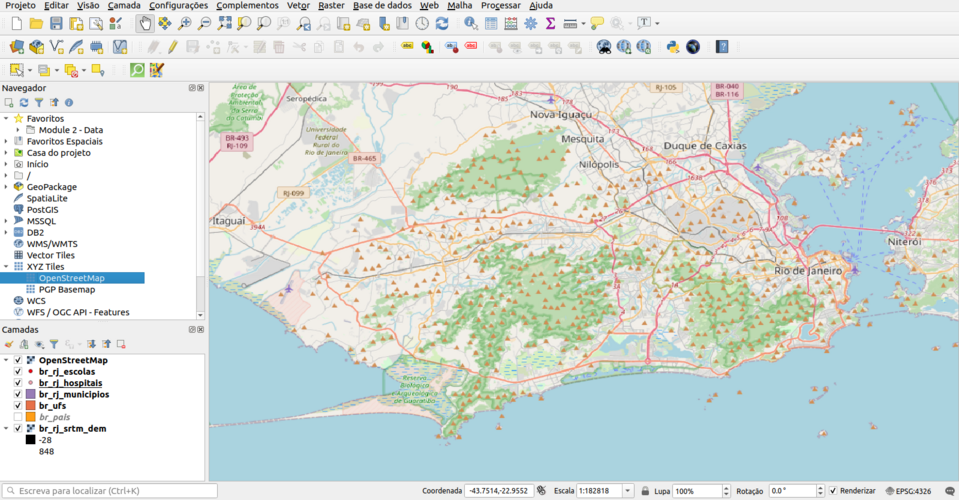 Projeto Editar Visão Camada Configurações Complementos Vetor Raster Base de dados Web Malha Processar Ajuda
Navegador
Favoritos
Module 2 - Data
Favoritos Espaciais
Casa do projeto
Início
/
GeoPackage
SpatiaLite
PostGIS
MSSQL
DB2
WMS/WMTS
Vector Tiles
XYZ Tiles
OpenStreetMap
PGP Basemap
WCS
WFS / OGC API - Features
Camadas
OpenStreetMap
br_rj_escolas
br_rj_hospitais
br_rj_municipios
br_ufs
br_pais
br_rj_srtm_dem
-28
848
Área de
Proteção
Ambiental
Seropédica
Universidade
Federal
Rural do
Rio de Janeiro
BR-493
RJ-109
BR-465
RJ-099
Itaguaí
Nova Iguaçu
Mesquita
Nilópolis
Duque de Caxias
RJ-105
BR-040
BR-116
Rio de Janeiro
Niterói
Reserva
Biológica
e Arqueológica
de Guaratiba
Escreva para localizar (Ctrl+K)
Coordenada -43.7514,-22.9552 Escala 1:182818 Lupa 100% Rotação 0.0 ° Renderizar EPSG:4326